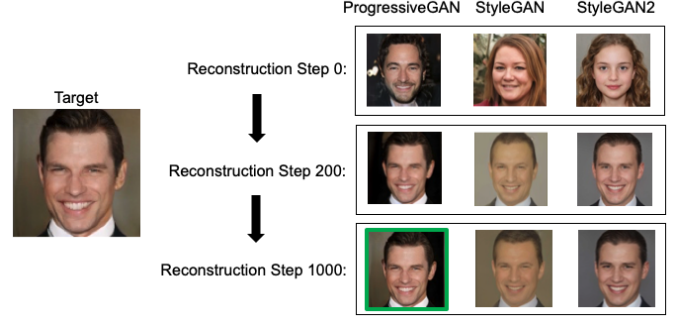 ProgressiveGAN StyleGAN StyleGAN2
Reconstruction Step 0:
Target
Reconstruction Step 200:
Reconstruction Step 1000: